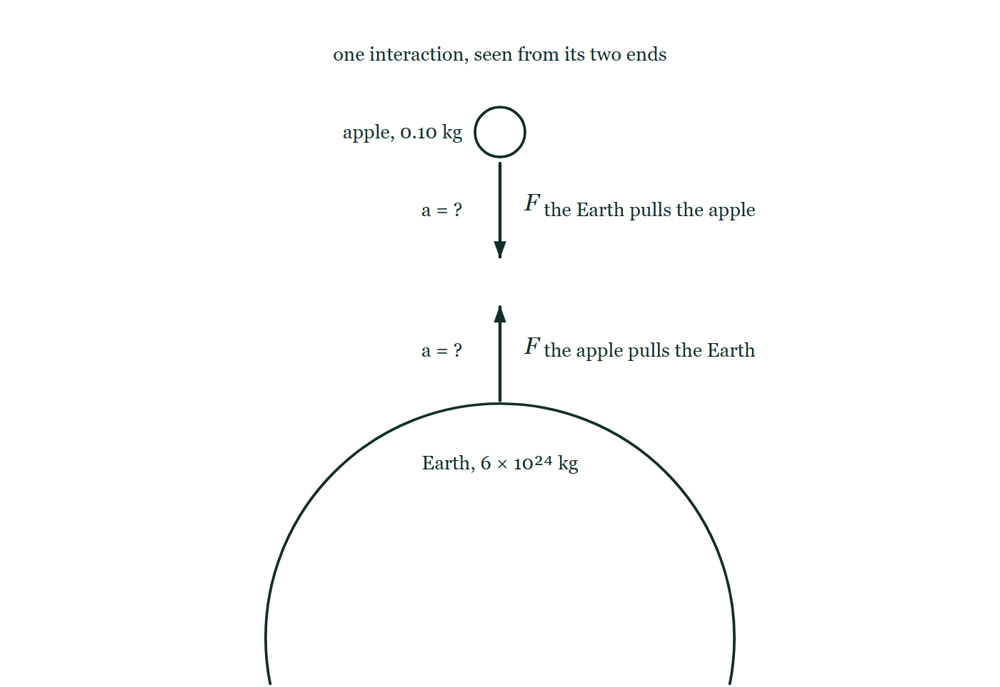 one interaction, seen from its two ends
apple, 0.10 kg
a = ?
F the Earth pulls the apple
a = ?
F the apple pulls the Earth
Earth, 6 × 10²⁴ kg